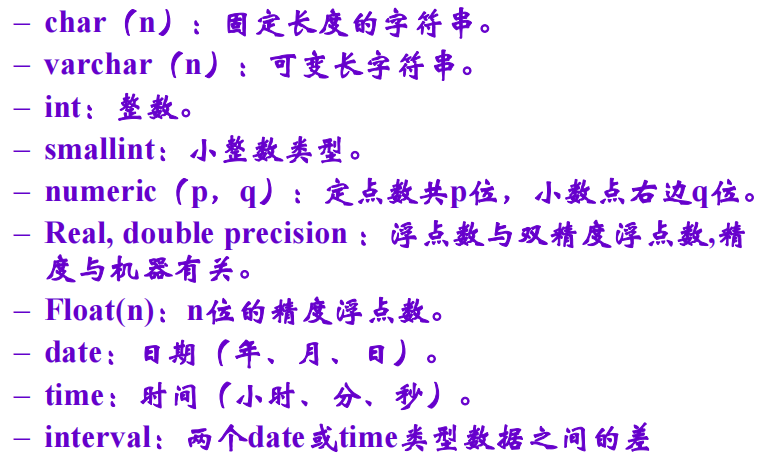 – char（n）：固定长度的字符串。
– varchar（n）：可变长字符串。
– int：整数。
– smallint：小整数类型。
– numeric（p，q）：定点数共p位，小数点右边q位。
– Real, double precision ：浮点数与双精度浮点数,精
度与机器有关。
– Float(n)：n位的精度浮点数。
– date：日期（年、月、日）。
– time：时间（小时、分、秒）。
– interval：两个date或time类型数据之间的差